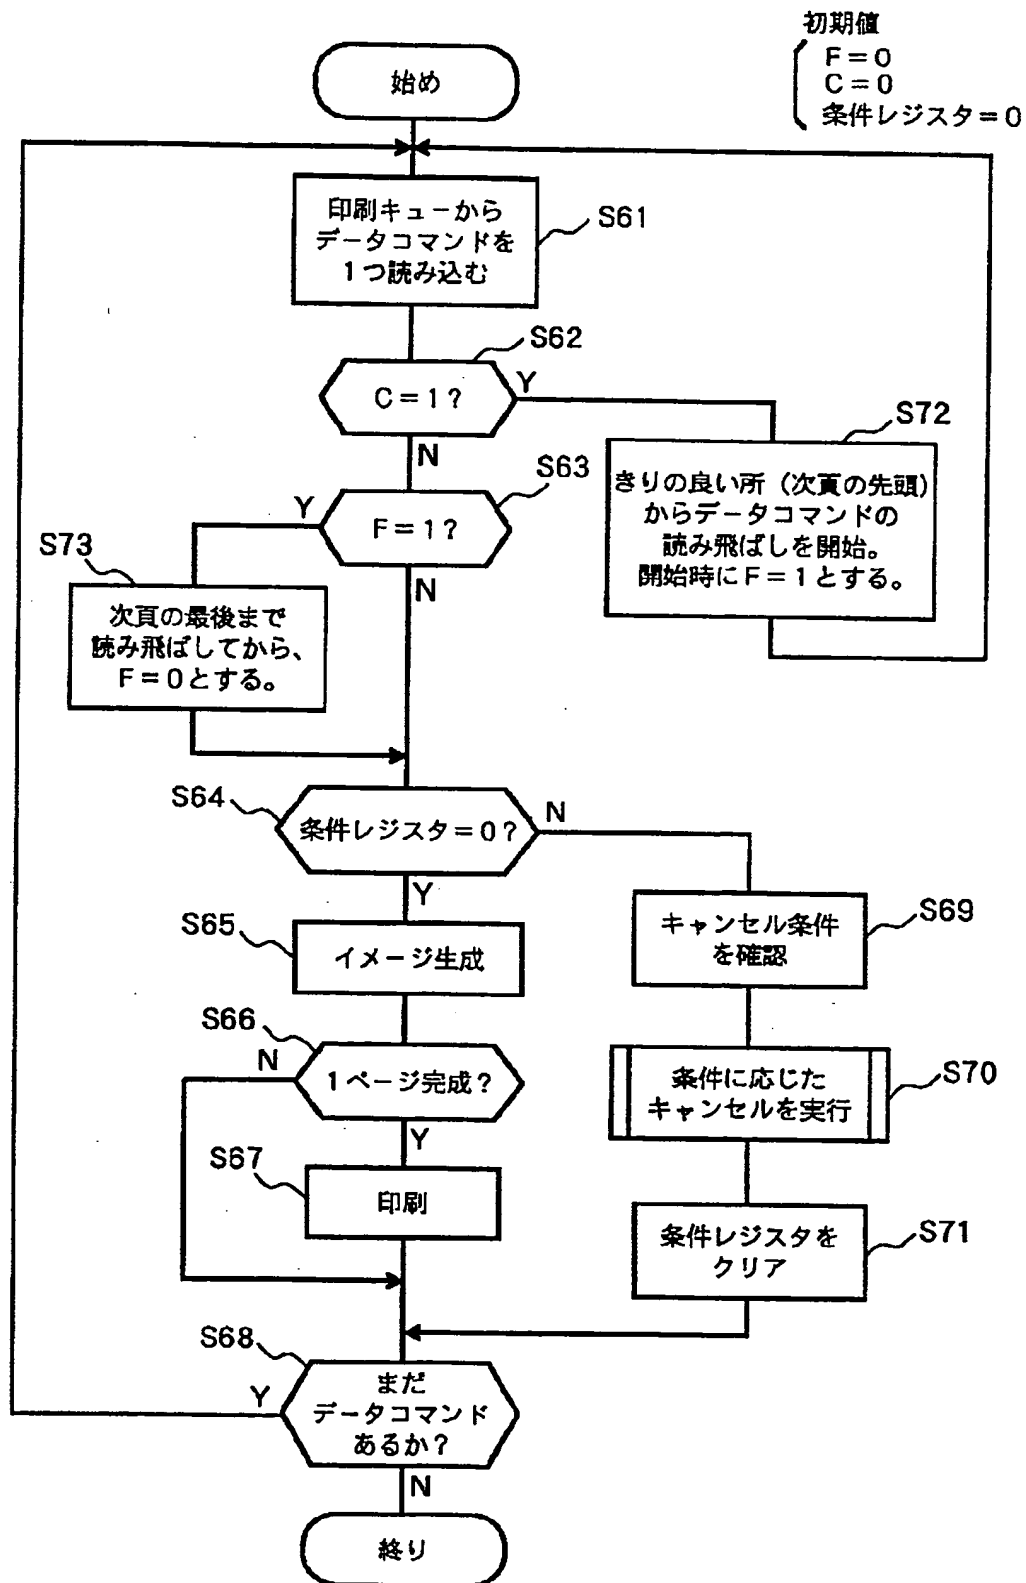 初期値
F=0
C=0
条件レジスタ=0
始め
印刷キューから
データコマンドを
1つ読み込む
S61
S62
C=1?
Y
N
S72
きりの良い所(次頁の先頭)
からデータコマンドの
読み飛ばしを開始。
開始時にF=1とする。
S63
F=1?
Y
N
S73
次頁の最後まで
読み飛ばしてから、
F=0とする。
S64
条件レジスタ=0?
N
Y
S65
イメージ生成
S69
キャンセル条件
を確認
S66
1ページ完成?
N
Y
S70
条件に応じた
キャンセルを実行
S67
印刷
S71
条件レジスタを
クリア
S68
まだ
データコマンド
あるか?
Y
N
終り